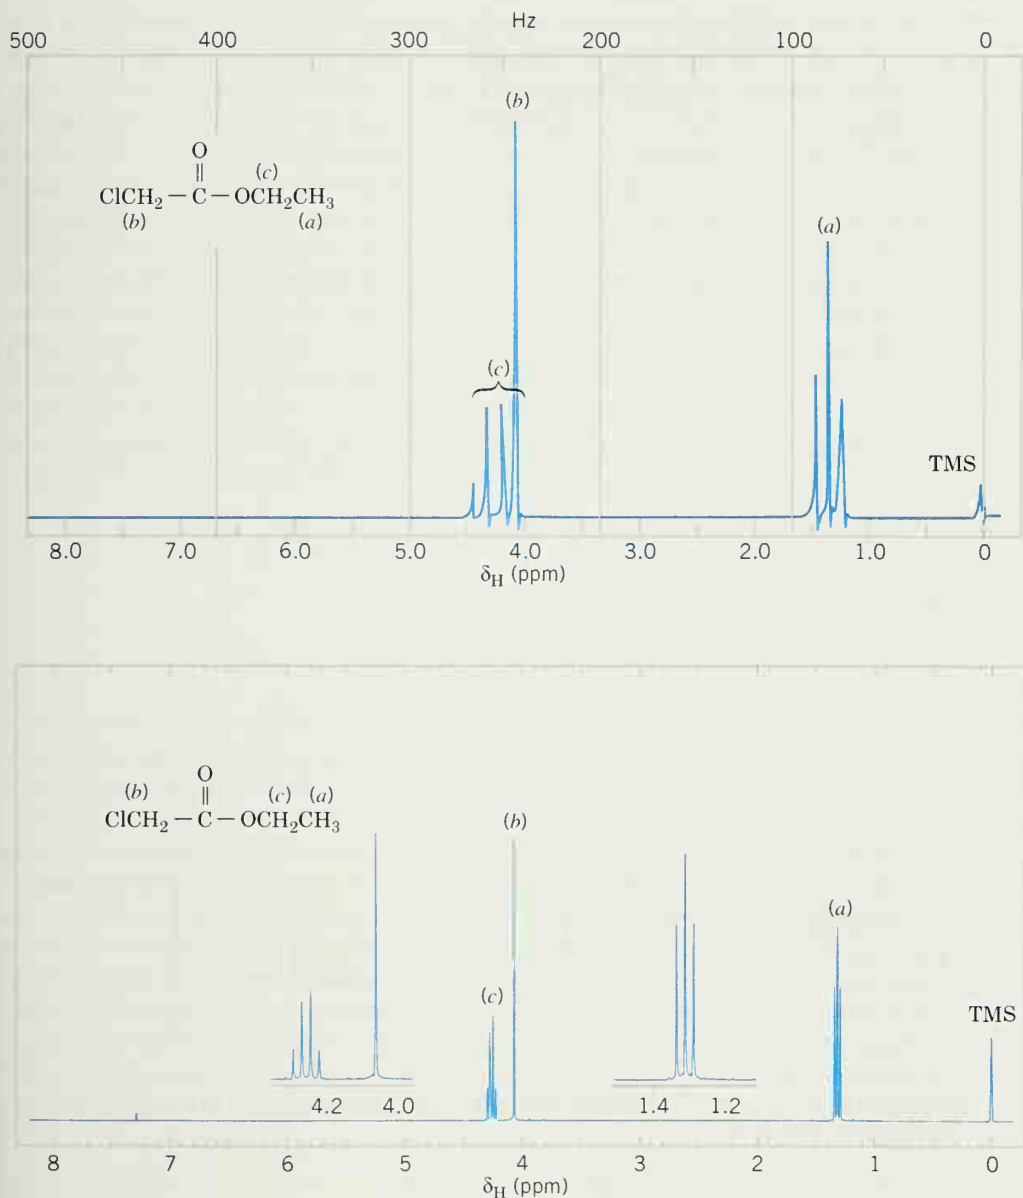 Hz
500 400 300 200 100 0
(b)
O
||
(c)
ClCH₂ — C — OCH₂CH₃
(b) (a)
(a)
(c)
TMS
8.0 7.0 6.0 5.0 4.0 3.0 2.0 1.0 0
δH (ppm)
O
||
(b) (c) (a)
ClCH₂ — C — OCH₂CH₃
(b)
(a)
(c)
TMS
4.2 4.0 1.4 1.2
8 7 6 5 4 3 2 1 0
δH (ppm)